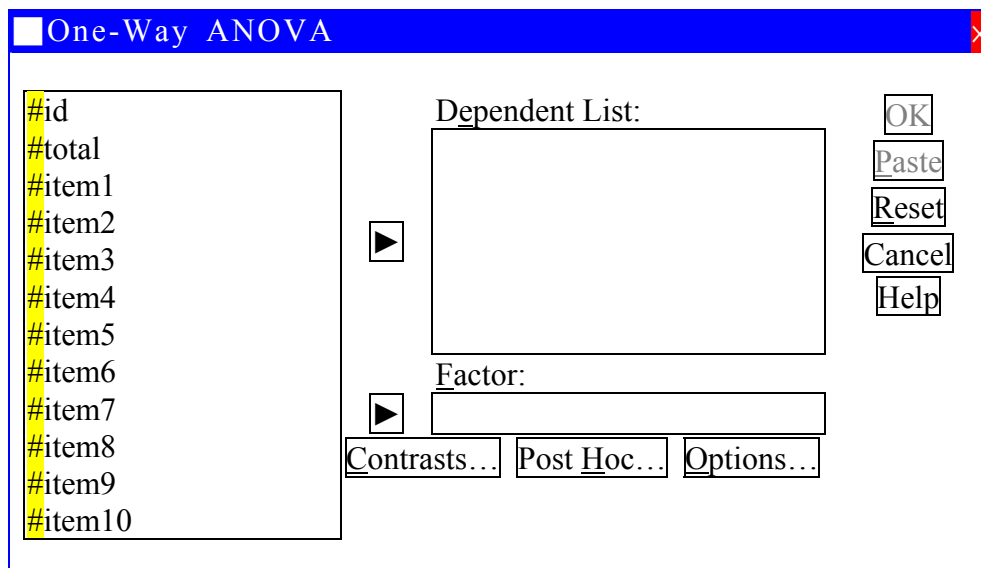 One-Way ANOVA x
#id
#total
#item1
#item2
#item3
#item4
#item5
#item6
#item7
#item8
#item9
#item10
Dependent List:
►
Factor:
►
Contrasts… Post Hoc… Options…
OK
Paste
Reset
Cancel
Help